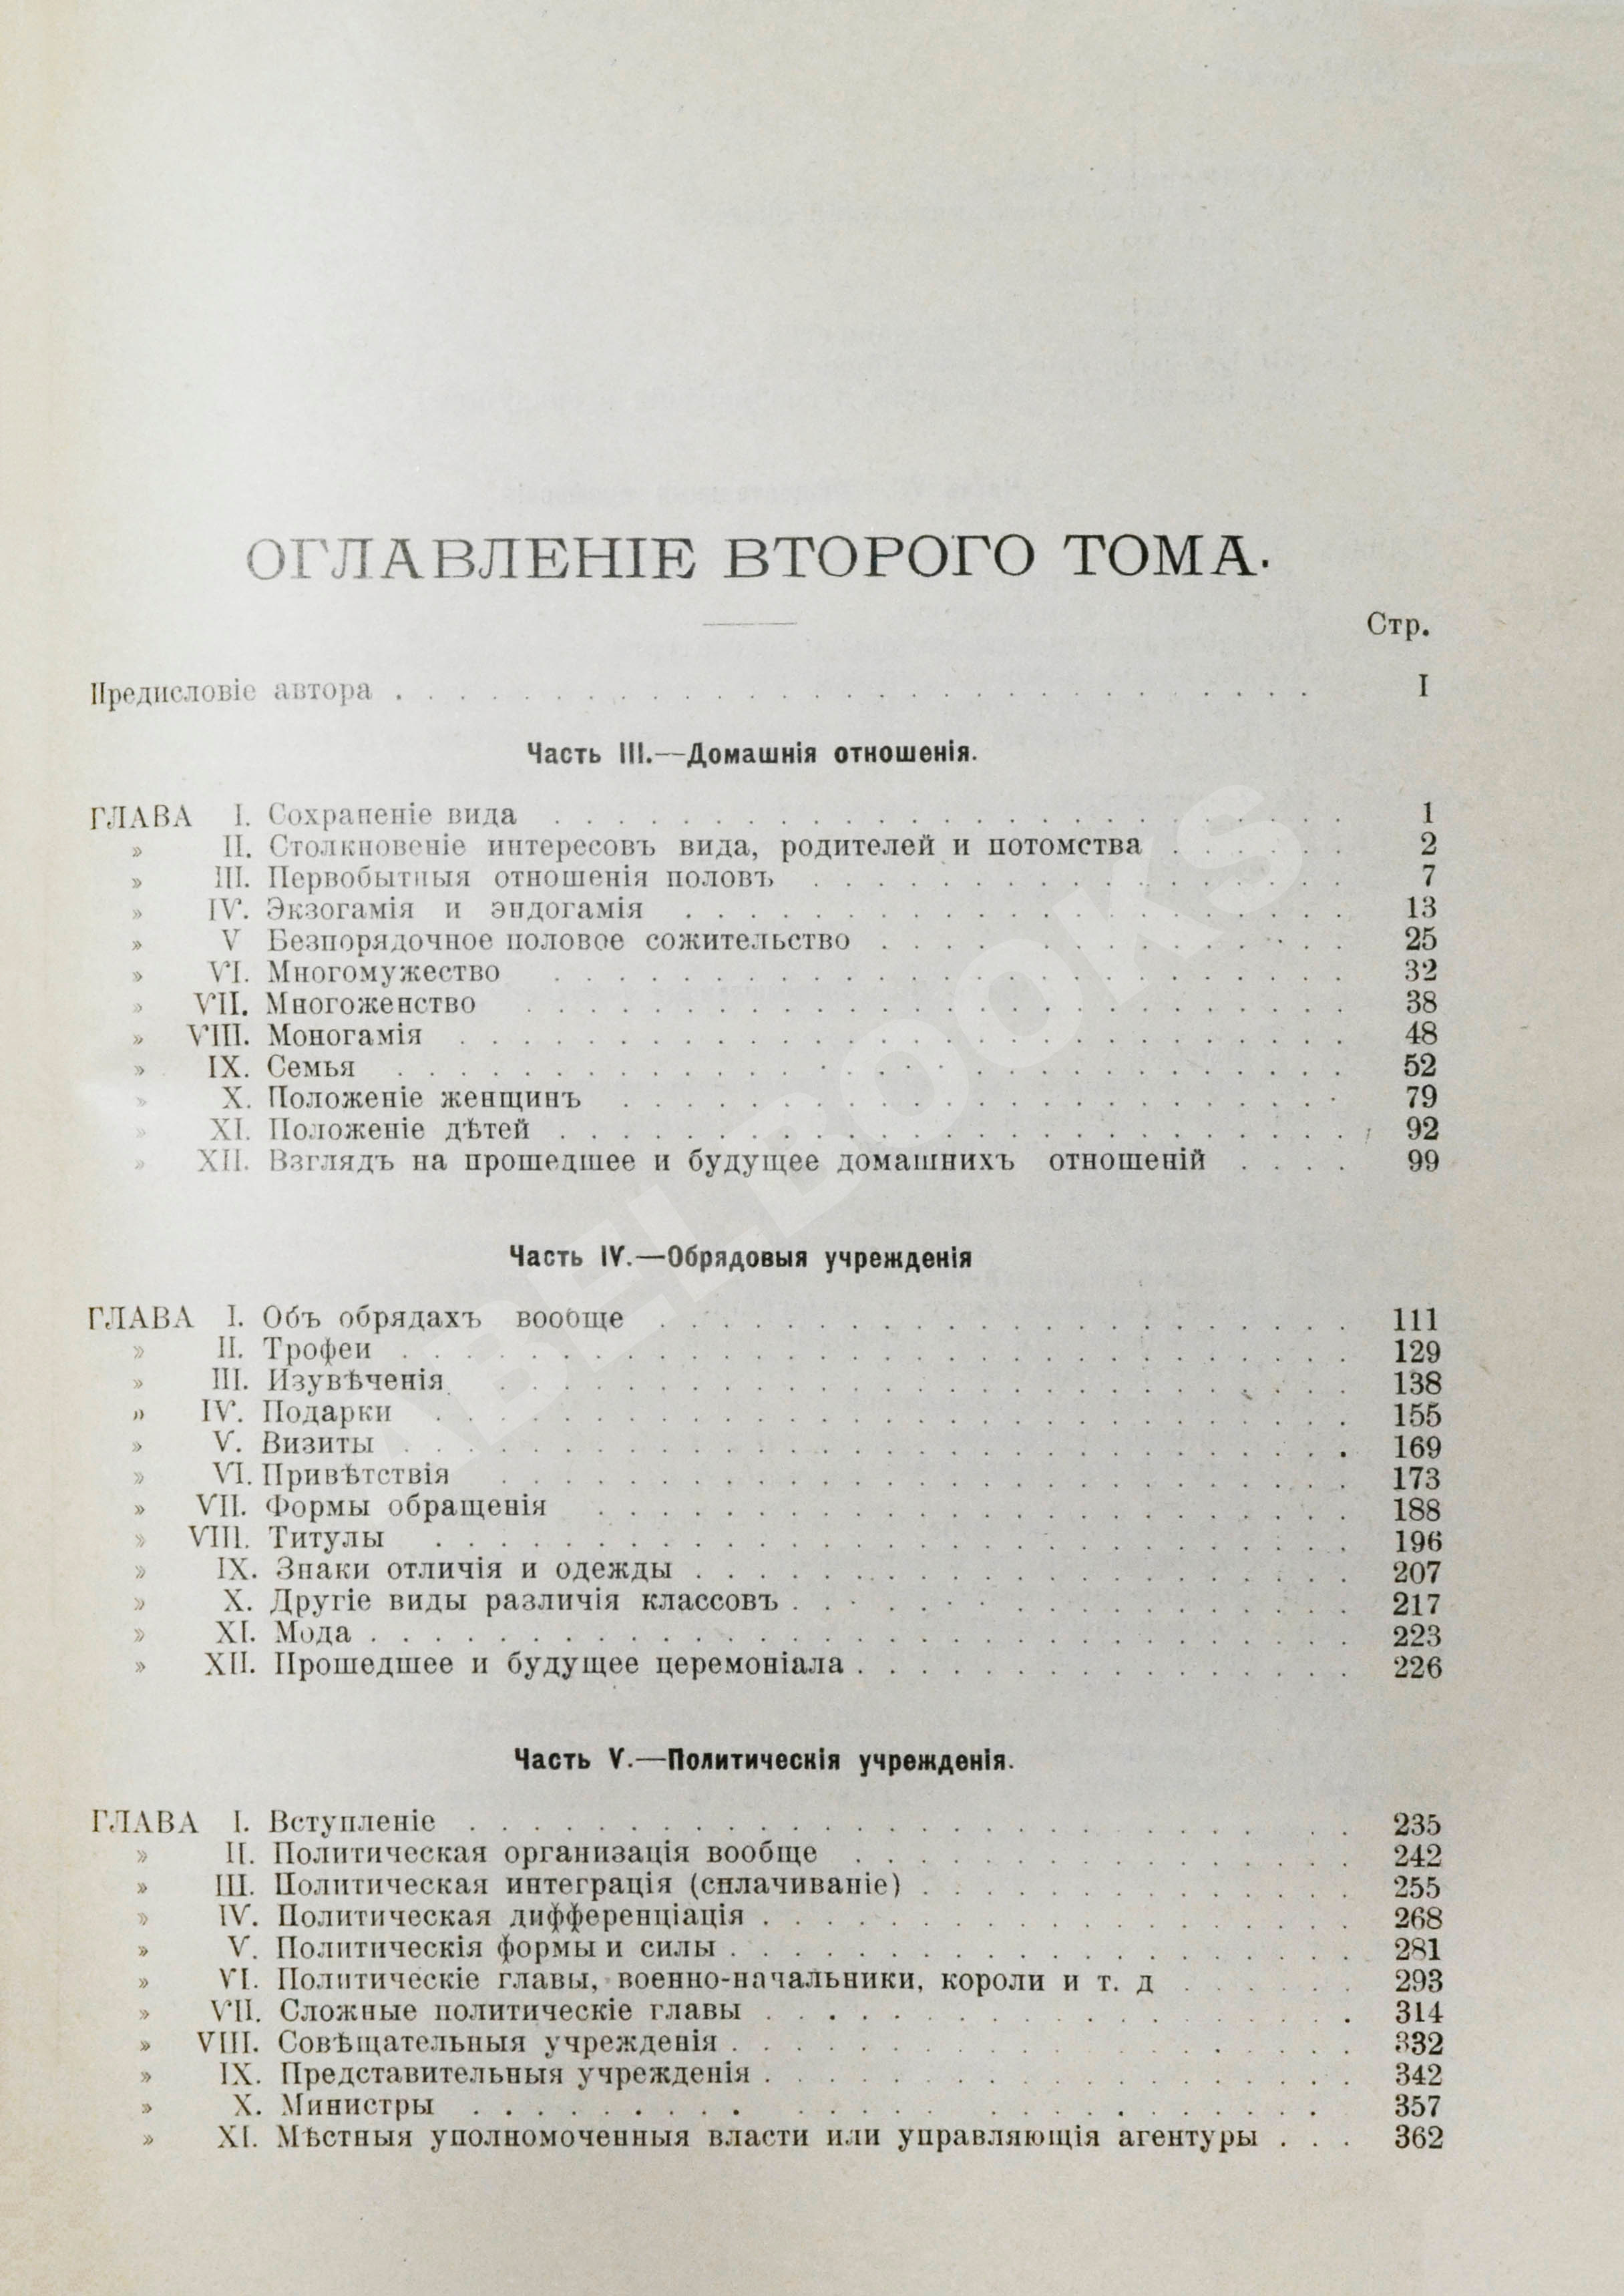 ОГЛАВЛЕНІЕ ВТОРОГО ТОМА.
Стр.
Предисловіе автора . . . . . . . . . . . . . . . . . . . . . . . . . . . . . I
Часть III.—Домашнія отношенія.
ГЛАВА I. Сохраненіе вида . . . . . . . . . . . . . . . . . . . . . . . . . 1
» II. Столкновеніе интересовъ вида, родителей и потомства . . . . . . 2
» III. Первобытныя отношенія половъ . . . . . . . . . . . . . . . . . 7
» IV. Экзогамія и эндогамія . . . . . . . . . . . . . . . . . . . . . 13
» V Безпорядочное половое сожительство . . . . . . . . . . . . . . 25
» VI. Многомужество . . . . . . . . . . . . . . . . . . . . . . . . . 32
» VII. Многоженство . . . . . . . . . . . . . . . . . . . . . . . . . . 38
» VIII. Моногамія . . . . . . . . . . . . . . . . . . . . . . . . . . . . 48
» IX. Семья . . . . . . . . . . . . . . . . . . . . . . . . . . . . . . 52
» X. Положеніе женщинъ . . . . . . . . . . . . . . . . . . . . . . . 79
» XI. Положеніе дѣтей . . . . . . . . . . . . . . . . . . . . . . . . . 92
» XII. Взглядъ на прошедшее и будущее домашнихъ отношеній . . . . 99
Часть IV.—Обрядовыя учрежденія
ГЛАВА I. Объ обрядахъ вообще . . . . . . . . . . . . . . . . . . . . . . 111
» II. Трофеи . . . . . . . . . . . . . . . . . . . . . . . . . . . . . . 129
» III. Изувѣченія . . . . . . . . . . . . . . . . . . . . . . . . . . . 138
» IV. Подарки . . . . . . . . . . . . . . . . . . . . . . . . . . . . . 155
» V. Визиты . . . . . . . . . . . . . . . . . . . . . . . . . . . . . . 169
» VI. Привѣтствія . . . . . . . . . . . . . . . . . . . . . . . . . . . 173
» VII. Формы обращенія . . . . . . . . . . . . . . . . . . . . . . . . 188
» VIII. Титулы . . . . . . . . . . . . . . . . . . . . . . . . . . . . . 196
» IX. Знаки отличія и одежды . . . . . . . . . . . . . . . . . . . . . 207
» X. Другіе виды различія классовъ . . . . . . . . . . . . . . . . . . 217
» XI. Мода . . . . . . . . . . . . . . . . . . . . . . . . . . . . . . . 223
» XII. Прошедшее и будущее церемоніала . . . . . . . . . . . . . . . . 226
Часть V.—Политическія учрежденія.
ГЛАВА I. Вступленіе . . . . . . . . . . . . . . . . . . . . . . . . . . . 235
» II. Политическая организація вообще . . . . . . . . . . . . . . . . 242
» III. Политическая интеграція (сплачиваніе) . . . . . . . . . . . . . . 255
» IV. Политическая дифференціація . . . . . . . . . . . . . . . . . . . 268
» V. Политическія формы и силы . . . . . . . . . . . . . . . . . . . . 281
» VI. Политическіе главы, военно-начальники, короли и т. д . . . . . . 293
» VII. Сложные политическіе главы . . . . . . . . . . . . . . . . . . . 314
» VIII. Совѣщательныя учрежденія . . . . . . . . . . . . . . . . . . . . 332
» IX. Представительныя учрежденія . . . . . . . . . . . . . . . . . . . 342
» X. Министры . . . . . . . . . . . . . . . . . . . . . . . . . . . 357
» XI. Мѣстныя уполномоченныя власти или управляющія агентуры . . . 362
ABELBOOKS